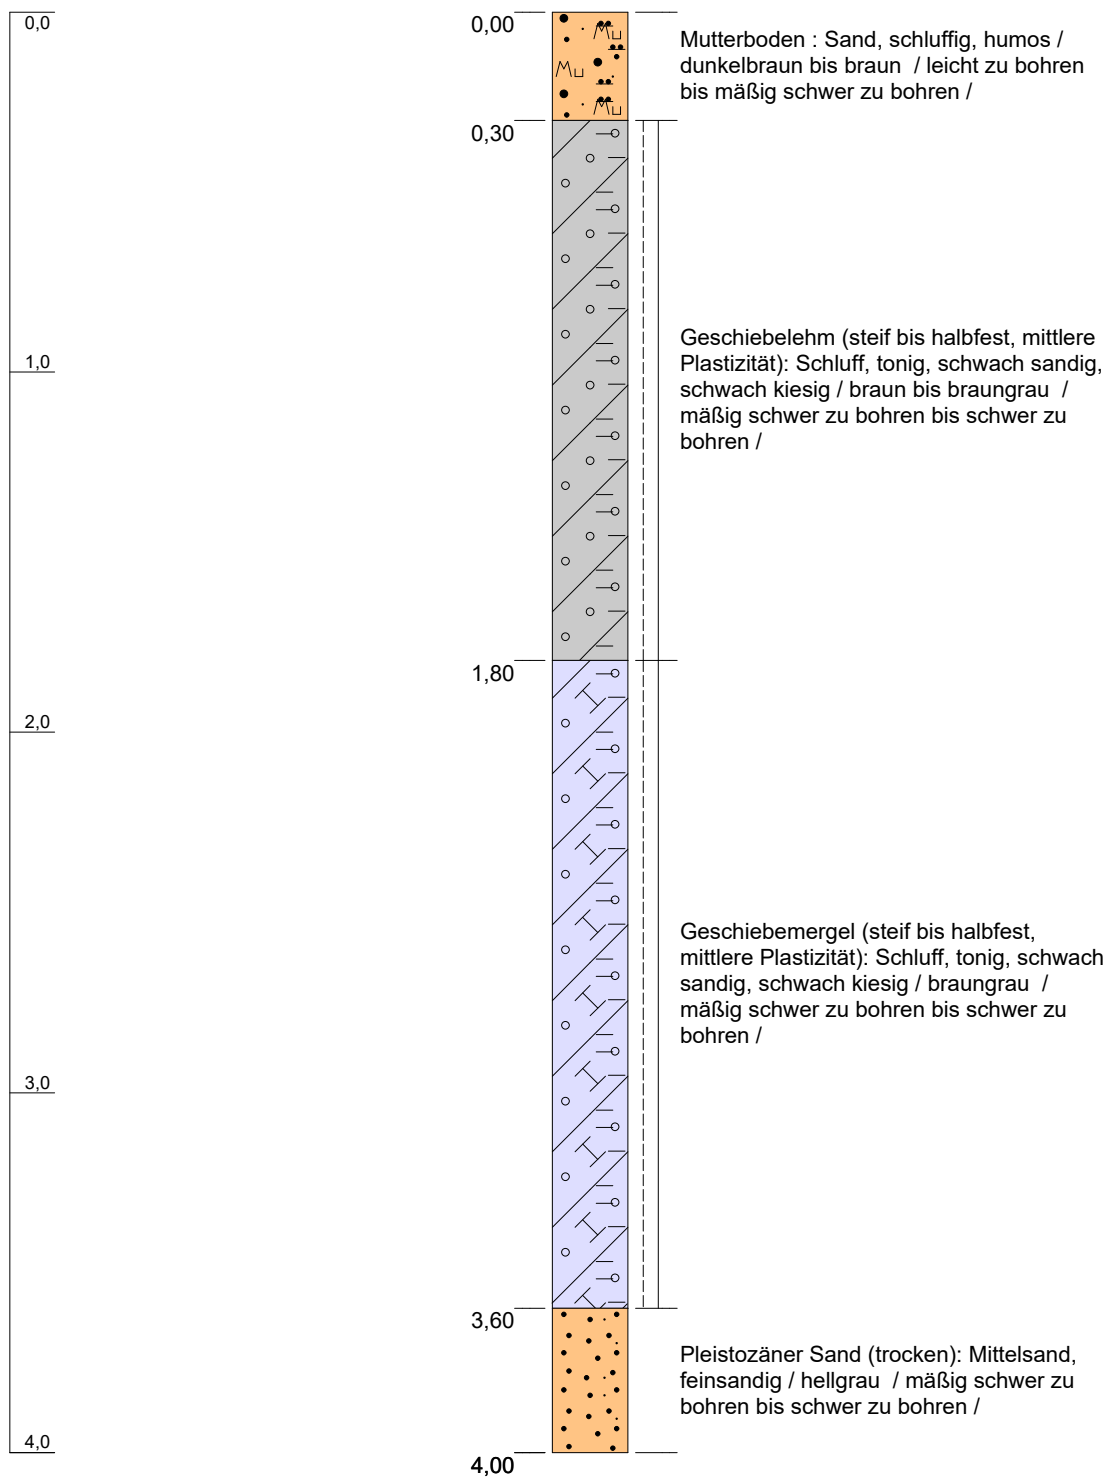 0,0
0,00
Mutterboden : Sand, schluffig, humos /
dunkelbraun bis braun / leicht zu bohren
bis mäßig schwer zu bohren /
Mu
Mu
Mu
0,30
Geschiebelehm (steif bis halbfest, mittlere
Plastizität): Schluff, tonig, schwach sandig,
schwach kiesig / braun bis braungrau /
mäßig schwer zu bohren bis schwer zu
bohren /
1,0
1,80
2,0
Geschiebemergel (steif bis halbfest,
mittlere Plastizität): Schluff, tonig, schwach
sandig, schwach kiesig / braungrau /
mäßig schwer zu bohren bis schwer zu
bohren /
3,0
3,60
Pleistozäner Sand (trocken): Mittelsand,
feinsandig / hellgrau / mäßig schwer zu
bohren bis schwer zu bohren /
4,0
4,00